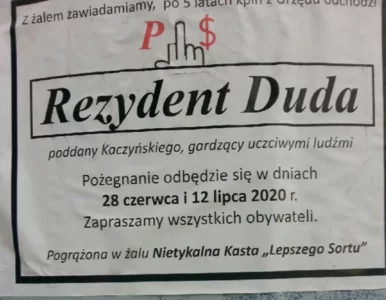 Z żalem zawiadamiamy, po 5 latach kpin z Urzędu odchodzi
P $
Rezydent Duda
poddany Kaczyńskiego, gardzący uczciwymi ludźmi
Pożegnanie odbędzie się w dniach
28 czerwca i 12 lipca 2020 r.
Zapraszamy wszystkich obywateli.
Pogrążona w żalu Nietykalna Kasta „Lepszego Sortu"